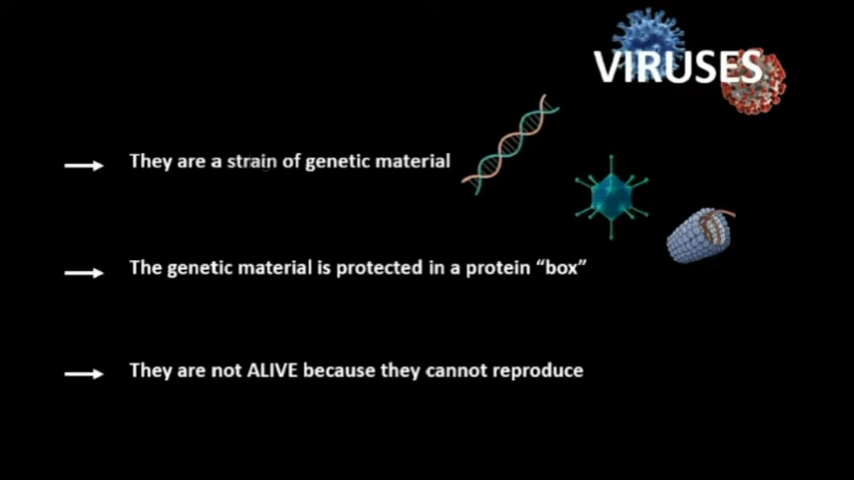 VIRUSES
They are a strain of genetic material
The genetic material is protected in a protein “box”
They are not ALIVE because they cannot reproduce